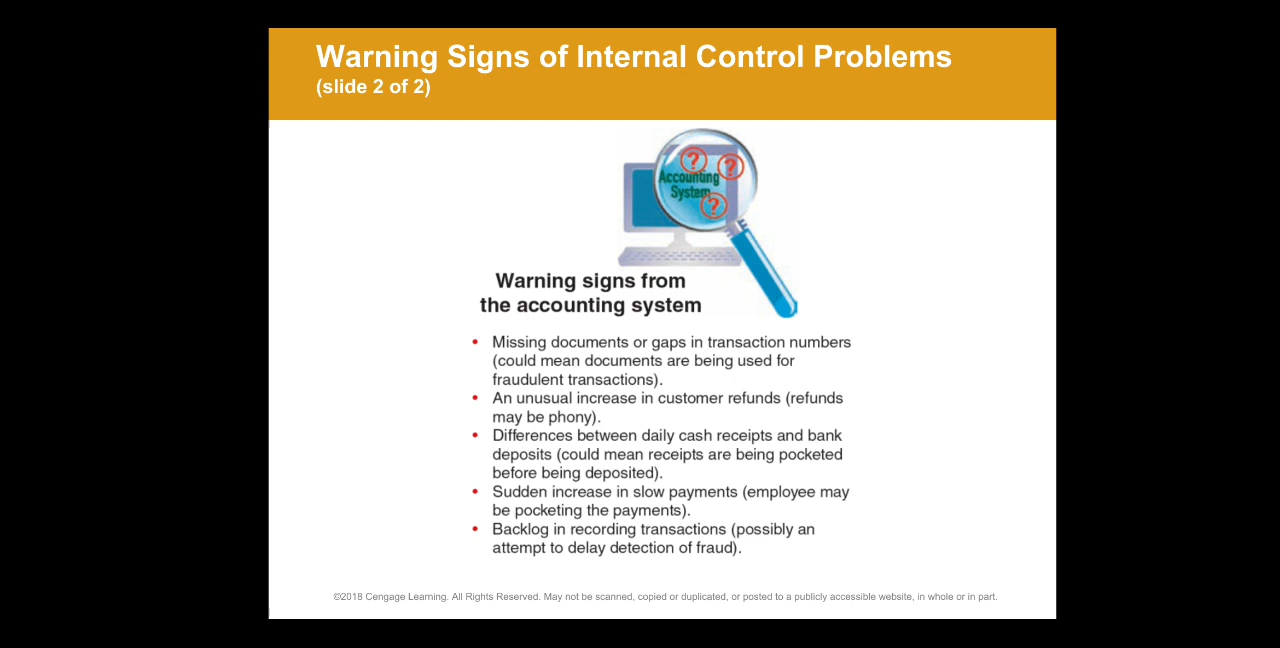 Warning Signs of Internal Control Problems
(slide 2 of 2)
?
?
Accounting
System
?
Warning signs from
the accounting system
• Missing documents or gaps in transaction numbers
(could mean documents are being used for
fraudulent transactions).
• An unusual increase in customer refunds (refunds
may be phony).
• Differences between daily cash receipts and bank
deposits (could mean receipts are being pocketed
before being deposited).
• Sudden increase in slow payments (employee may
be pocketing the payments).
• Backlog in recording transactions (possibly an
attempt to delay detection of fraud).
©2018 Cengage Learning. All Rights Reserved. May not be scanned, copied or duplicated, or posted to a publicly accessible website, in whole or in part.